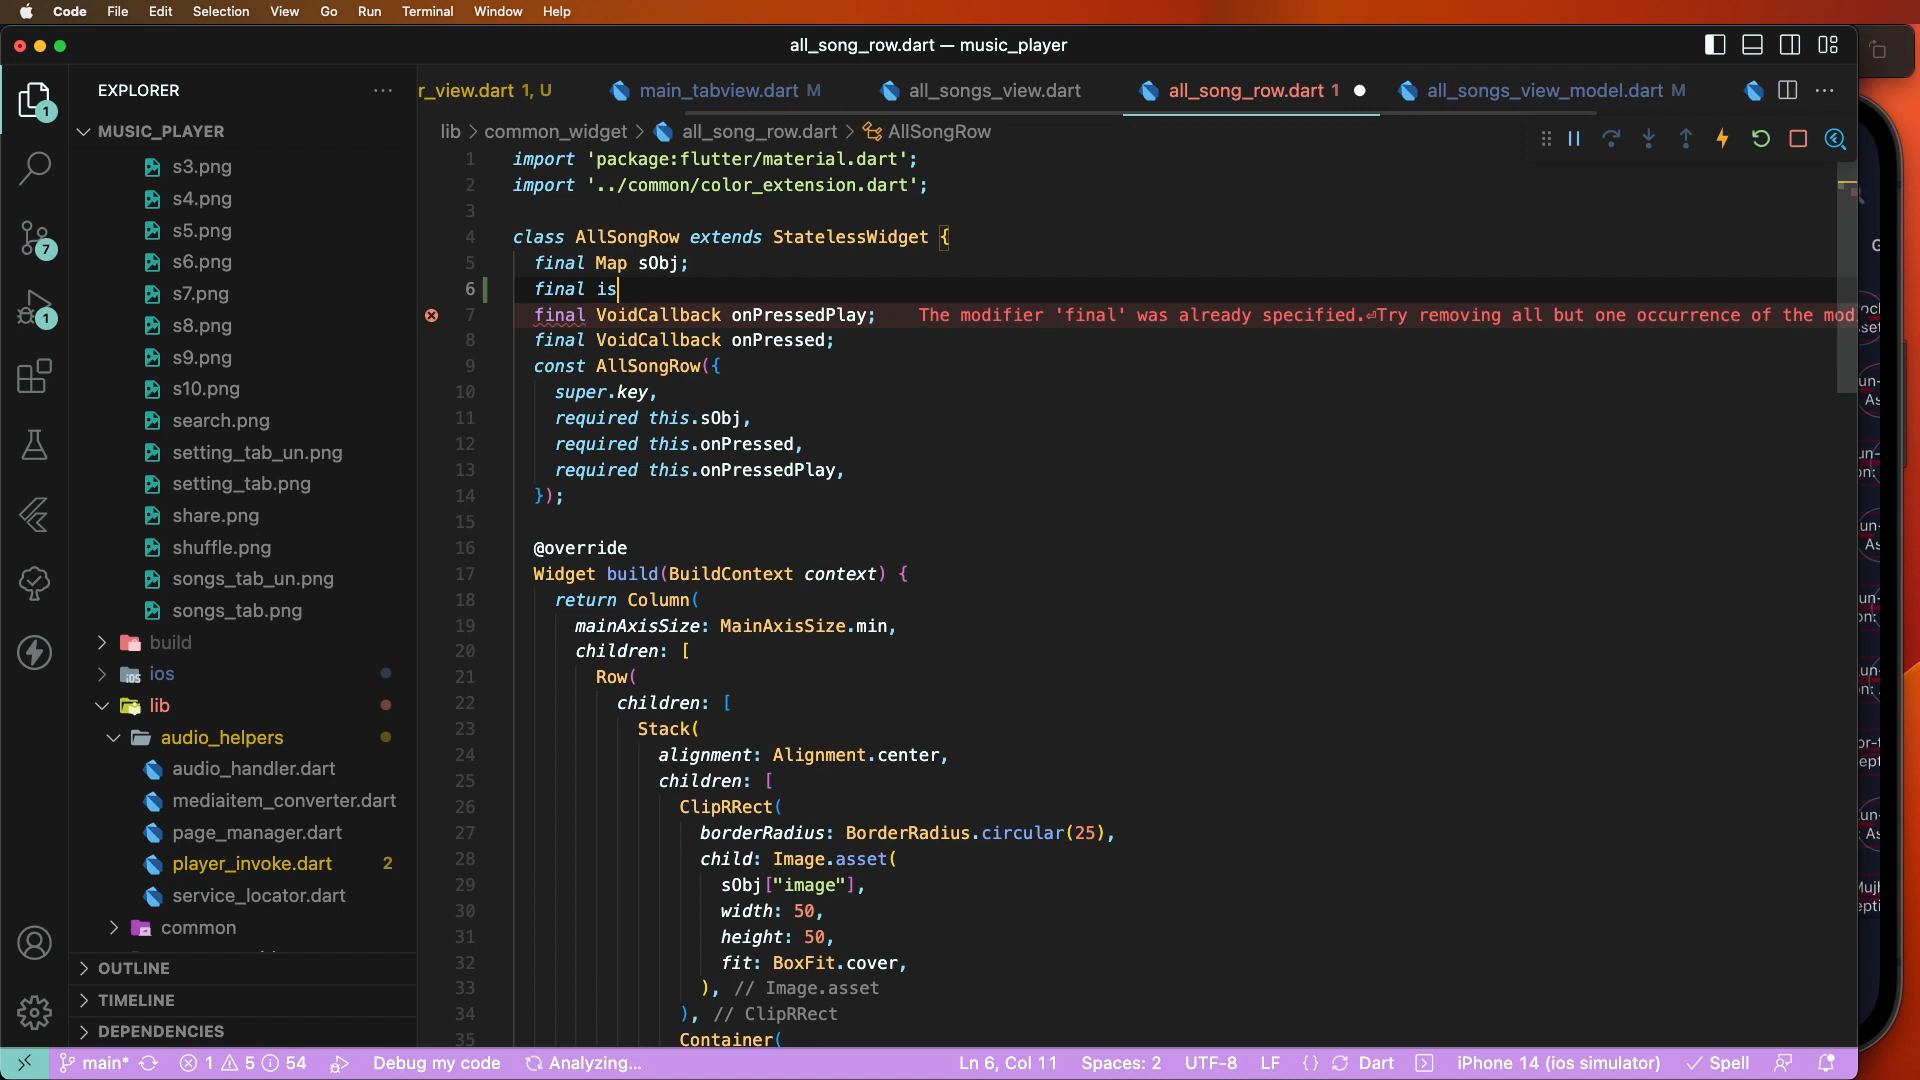 Code File Edit Selection View Go Run Terminal Window Help
all_song_row.dart — music_player
EXPLORER
r_view.dart 1, U
main_tabview.dart M
all_songs_view.dart
all_song_row.dart 1
all_songs_view_model.dart M
MUSIC_PLAYER
lib > common_widget > all_song_row.dart > AllSongRow
s3.png
s4.png
s5.png
s6.png
s7.png
s8.png
s9.png
s10.png
search.png
setting_tab_un.png
setting_tab.png
share.png
shuffle.png
songs_tab_un.png
songs_tab.png
build
ios
lib
audio_helpers
audio_handler.dart
mediaitem_converter.dart
page_manager.dart
player_invoke.dart 2
service_locator.dart
common
OUTLINE
TIMELINE
DEPENDENCIES
1
7
1
1 import 'package:flutter/material.dart';
2 import '../common/color_extension.dart';
3
4 class AllSongRow extends StatelessWidget {
5 final Map sObj;
6 final is
7 final VoidCallback onPressedPlay; The modifier 'final' was already specified.⏎Try removing all but one occurrence of the mod
8 final VoidCallback onPressed;
9 const AllSongRow({
10 super.key,
11 required this.sObj,
12 required this.onPressed,
13 required this.onPressedPlay,
14 });
15
16 @override
17 Widget build(BuildContext context) {
18 return Column(
19 mainAxisSize: MainAxisSize.min,
20 children: [
21 Row(
22 children: [
23 Stack(
24 alignment: Alignment.center,
25 children: [
26 ClipRRect(
27 borderRadius: BorderRadius.circular(25),
28 child: Image.asset(
29 sObj["image"],
30 width: 50,
31 height: 50,
32 fit: BoxFit.cover,
33 ), // Image.asset
34 ), // ClipRRect
35 Container(
main* 1 5 54 Debug my code Analyzing... Ln 6, Col 11 Spaces: 2 UTF-8 LF {} Dart iPhone 14 (ios simulator) Spell